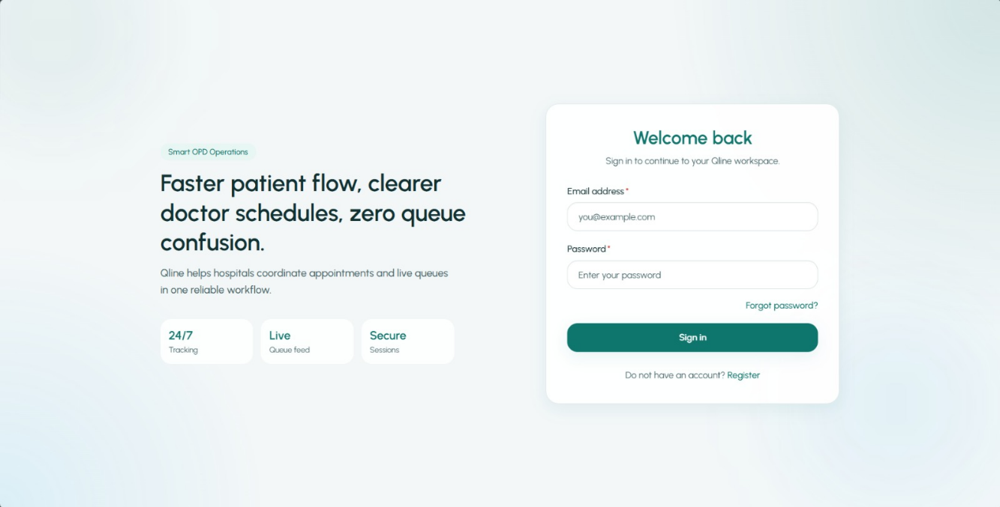 Smart OPD Operations
Faster patient flow, clearer
doctor schedules, zero queue
confusion.
Qline helps hospitals coordinate appointments and live queues
in one reliable workflow.
24/7
Tracking
Live
Queue feed
Secure
Sessions
Welcome back
Sign in to continue to your Qline workspace.
Email address *
you@example.com
Password *
Enter your password
Forgot password?
Sign in
Do not have an account? Register